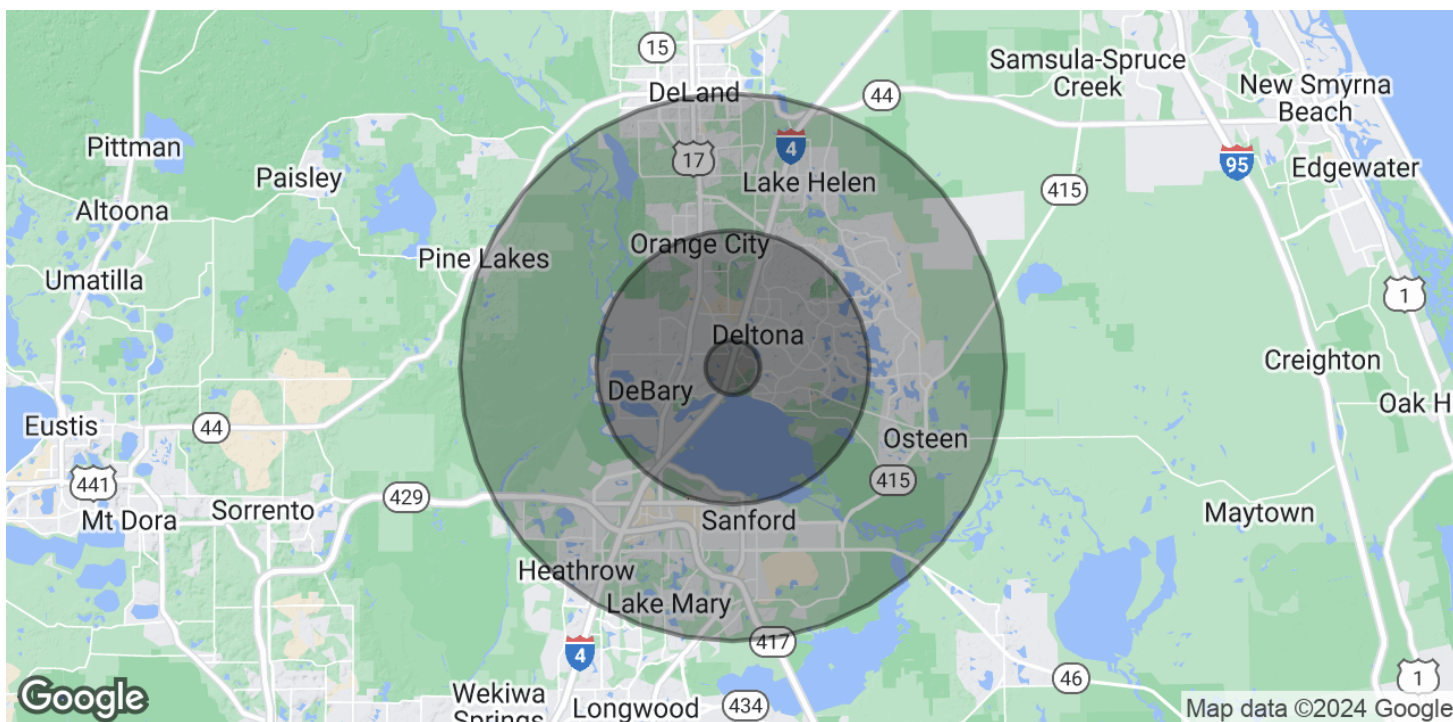 15
DeLand
44
Samsula-Spruce
Creek
New Smyrna
Beach
Pittman
17
4
95
Edgewater
Paisley
Lake Helen
415
Altoona
Orange City
Pine Lakes
Umatilla
1
Deltona
Creighton
DeBary
Oak H
Eustis
44
Osteen
441
429
415
Mt Dora
Sorrento
Sanford
Maytown
Heathrow
Lake Mary
417
4
46
1
Wekiwa
Springs
Longwood
434
Google
Map data ©2024 Google